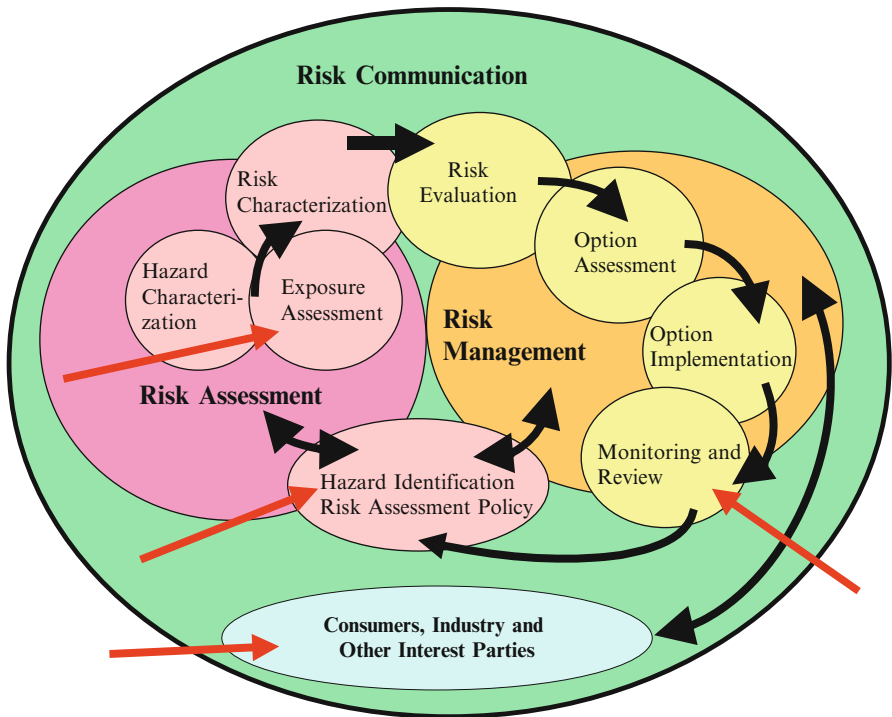 Risk Communication
Risk
Characterization
Risk
Evaluation
Hazard
Characteri-
zation
Exposure
Assessment
Option
Assessment
Risk
Management
Option
Implementation
Risk Assessment
Monitoring and
Review
Hazard Identification
Risk Assessment Policy
Consumers, Industry and
Other Interest Parties